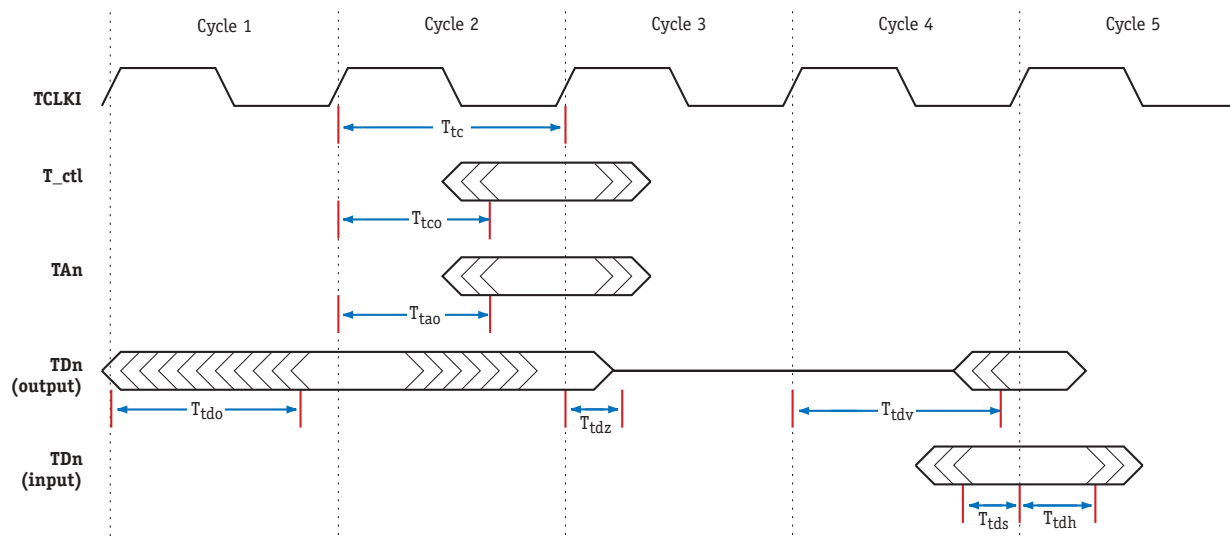 Cycle 1 Cycle 2 Cycle 3 Cycle 4 Cycle 5
TCLKI
Ttc
T_ctl
Ttco
TAn
Ttao
TDn
(output)
Ttdo Ttdz Ttdv
TDn
(input)
Ttds Ttdh